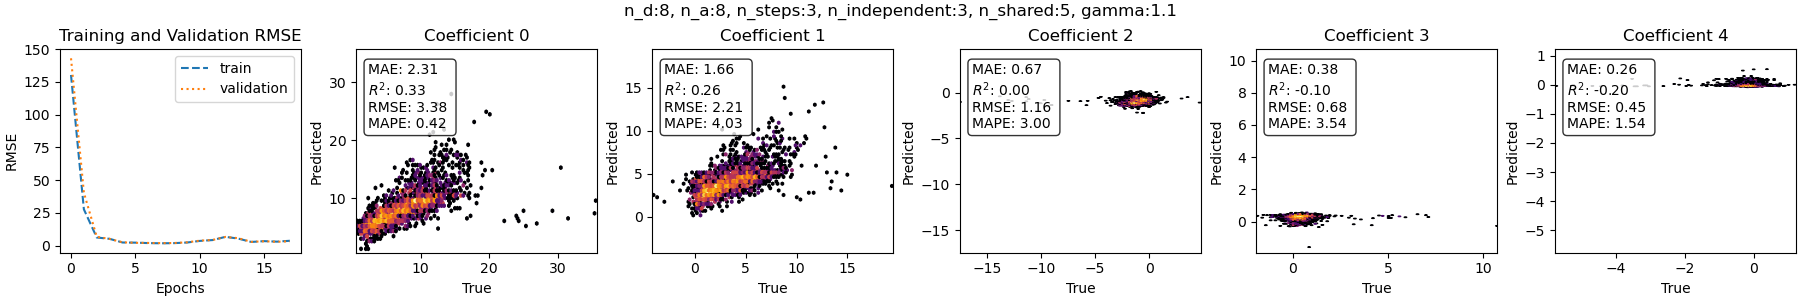 n_d:8, n_a:8, n_steps:3, n_independent:3, n_shared:5, gamma:1.1
Training and Validation RMSE
RMSE
150
125
100
75
50
25
0
train
validation
0
5
10
15
Epochs
Coefficient 0
Predicted
30
20
10
MAE: 2.31
R²: 0.33
RMSE: 3.38
MAPE: 0.42
10
20
30
True
Coefficient 1
Predicted
15
10
5
0
MAE: 1.66
R²: 0.26
RMSE: 2.21
MAPE: 4.03
0
5
10
15
True
Coefficient 2
Predicted
0
−5
−10
−15
MAE: 0.67
R²: 0.00
RMSE: 1.16
MAPE: 3.00
−15
−10
−5
0
True
Coefficient 3
Predicted
10
8
6
4
2
0
MAE: 0.38
R²: -0.10
RMSE: 0.68
MAPE: 3.54
0
5
10
True
Coefficient 4
Predicted
1
0
−1
−2
−3
−4
−5
MAE: 0.26
R²: -0.20
RMSE: 0.45
MAPE: 1.54
−4
−2
0
True